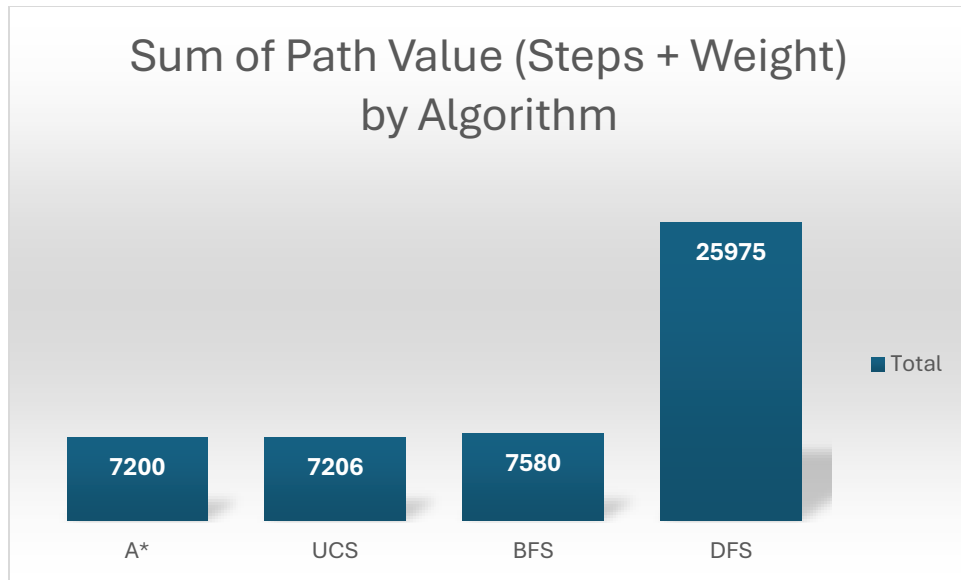 Sum of Path Value (Steps + Weight)
by Algorithm
25975
Total
7200
7206
7580
A*
UCS
BFS
DFS